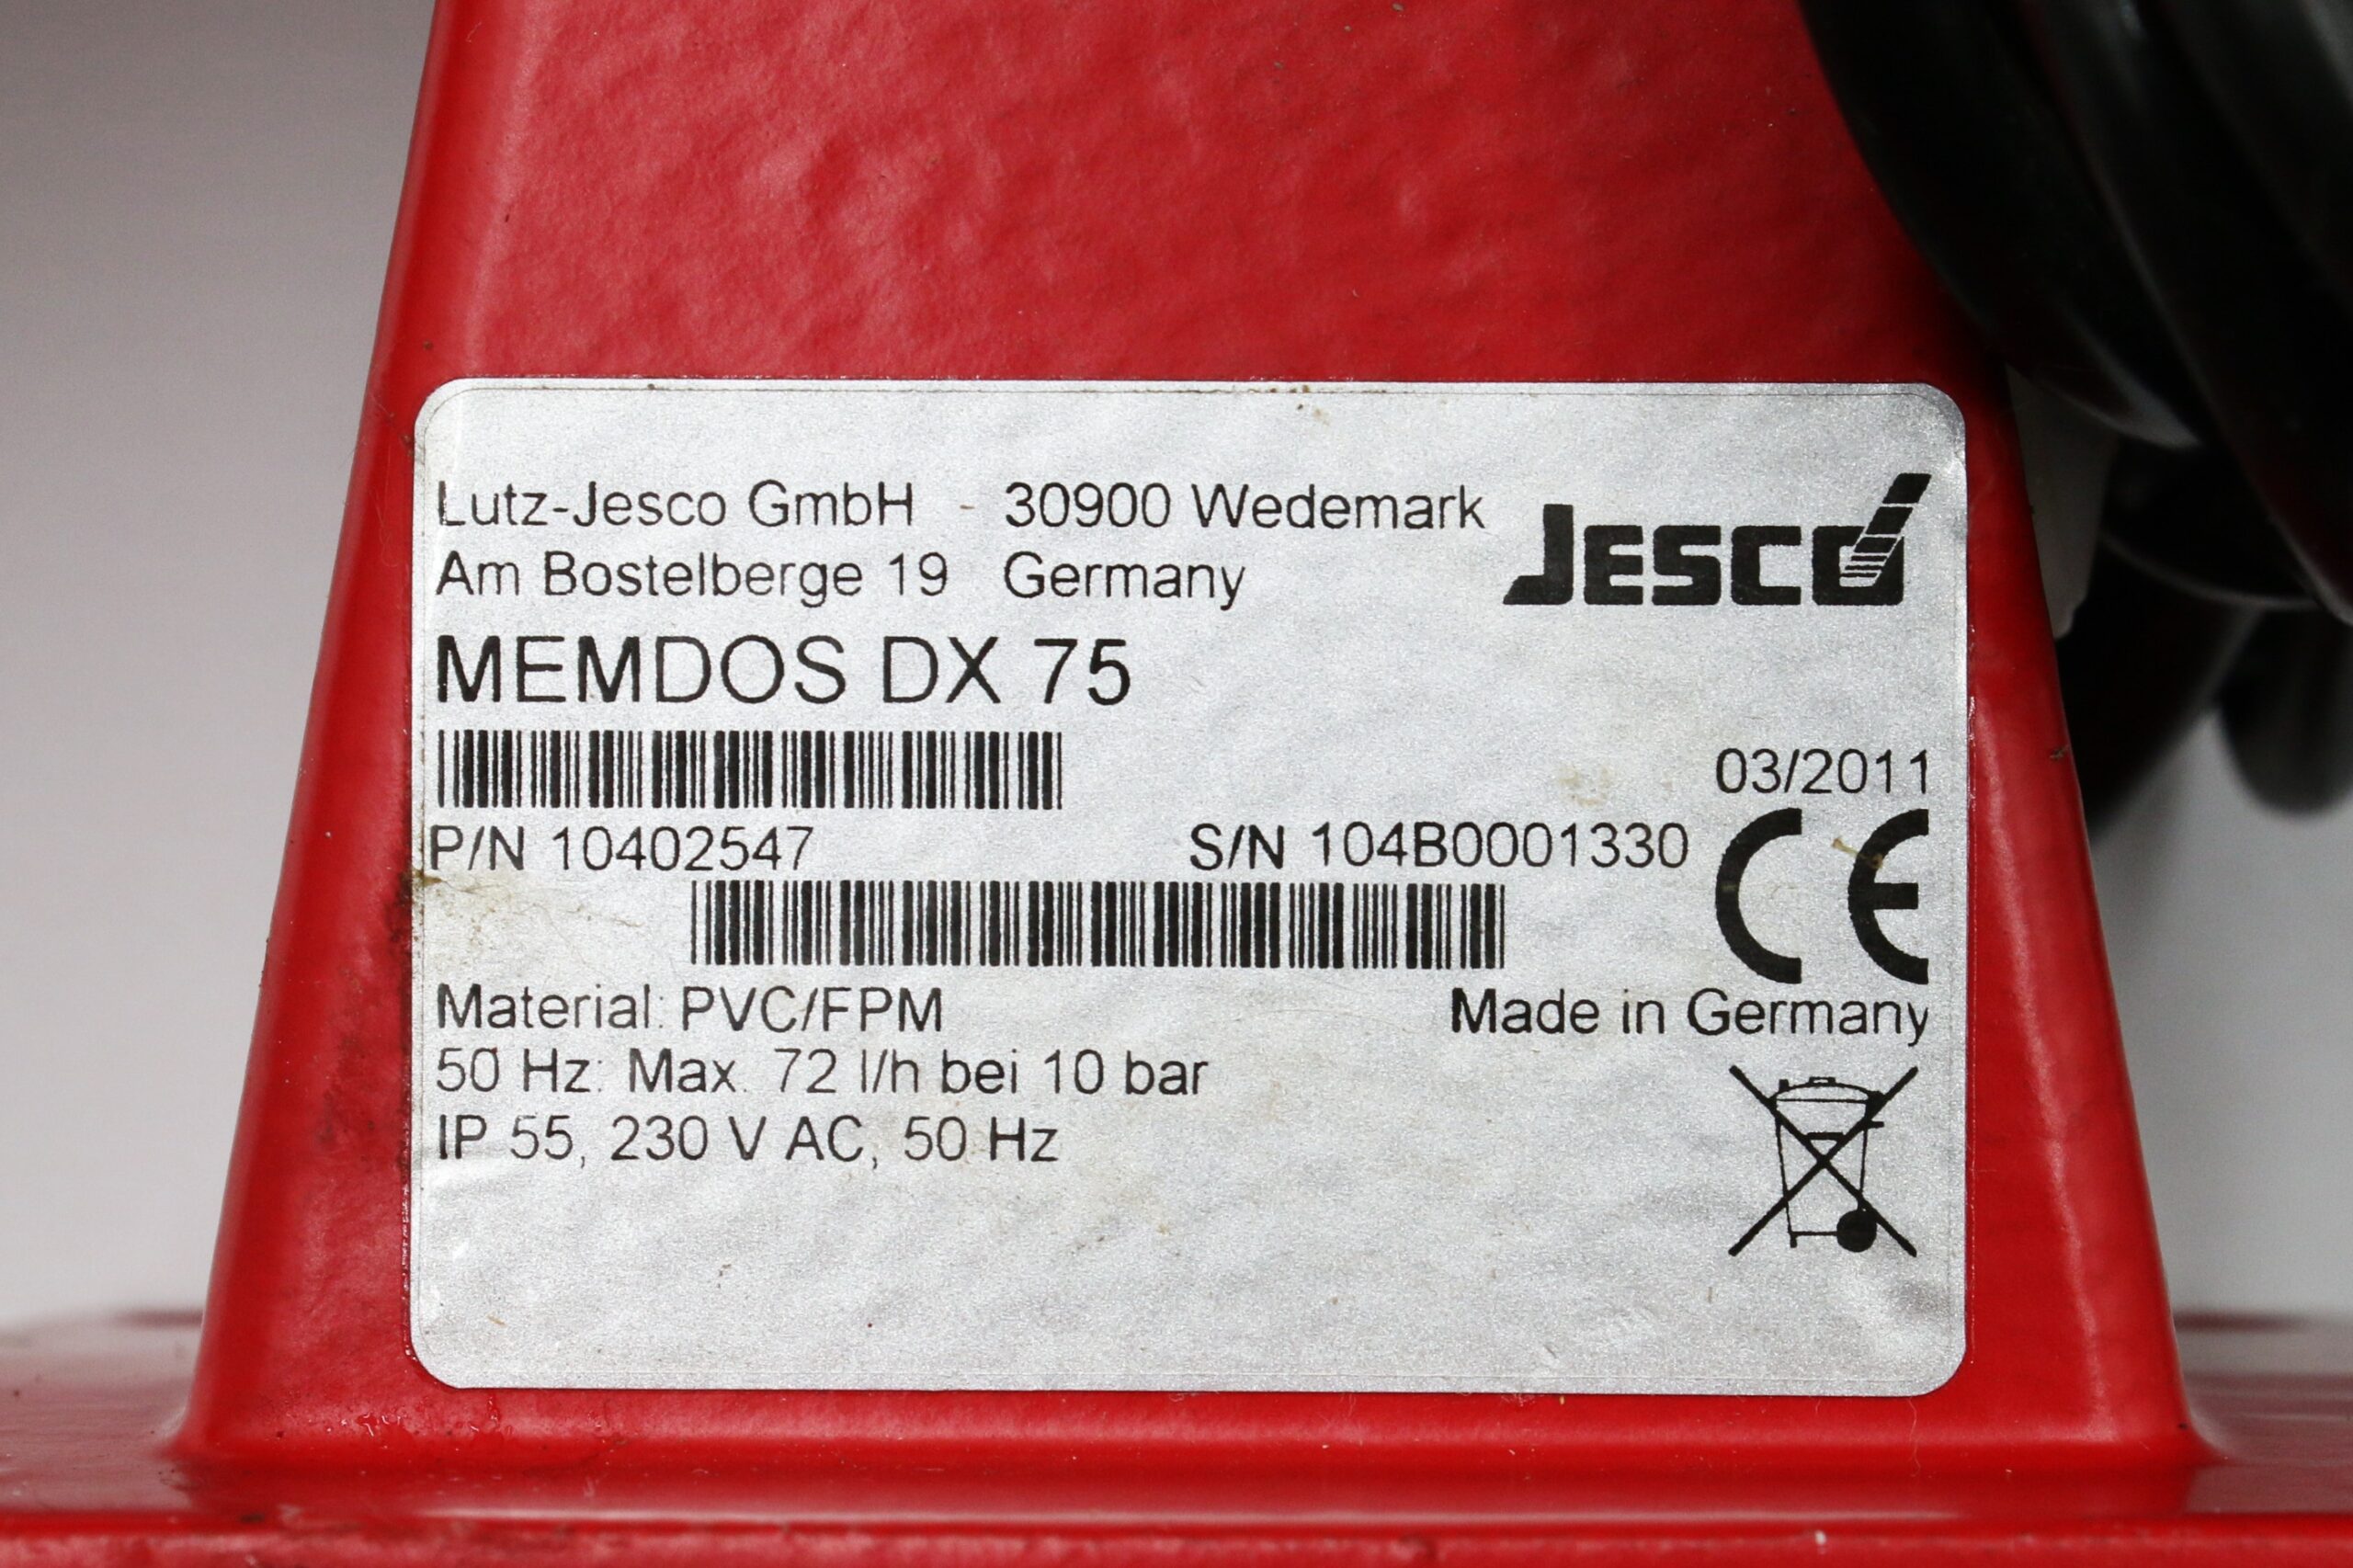 Lutz-Jesco GmbH - 30900 Wedemark
Am Bostelberge 19 Germany
JESCO
MEMDOS DX 75
03/2011
P/N 10402547
S/N 104B0001330
CE
Material: PVC/FPM
Made in Germany
50 Hz: Max. 72 l/h bei 10 bar
IP 55, 230 V AC, 50 Hz